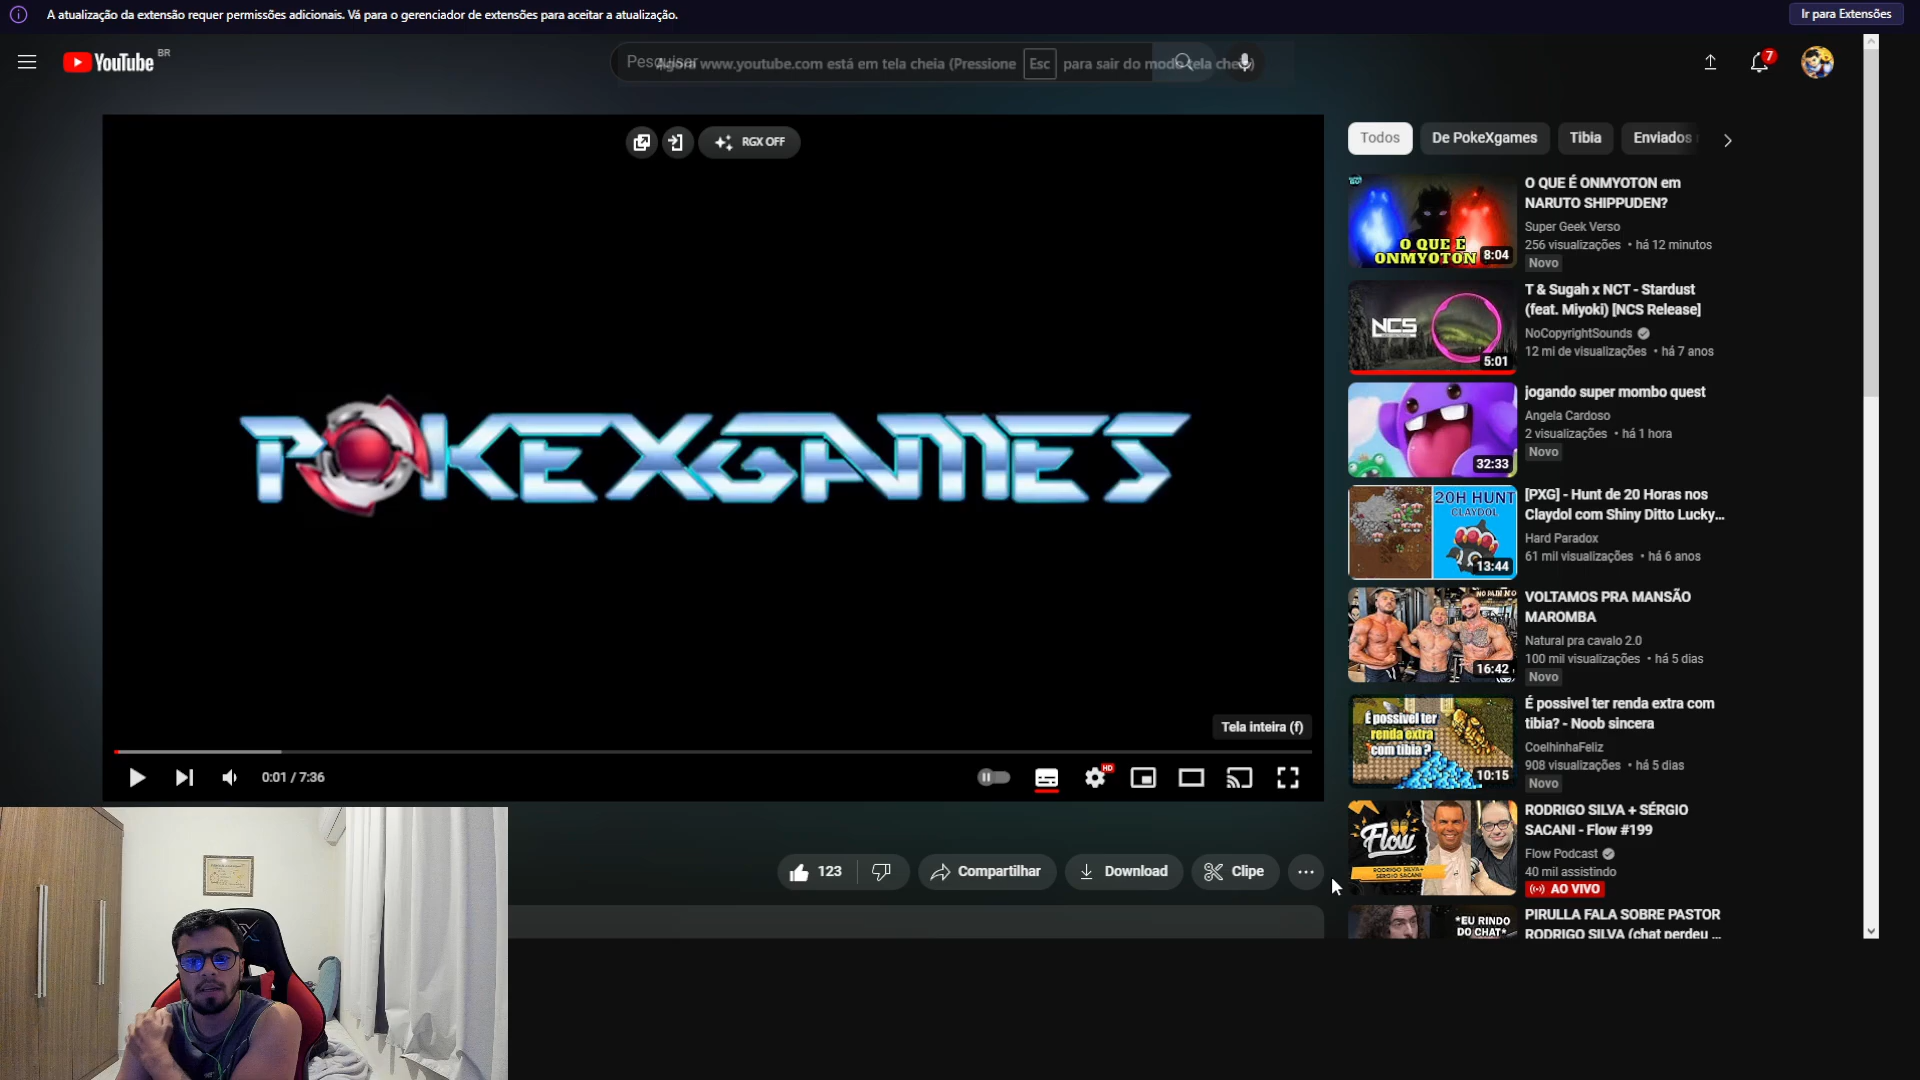 A atualização da extensão requer permissões adicionais. Vá para o gerenciador de extensões para aceitar a atualização.
Ir para Extensões
YouTube BR
Pesquisar
Agora www.youtube.com está em tela cheia (Pressione Esc para sair do modo tela cheia)
7
RGX OFF
POKEXGAMES
Tela inteira (f)
0:01 / 7:36
HD
123
Compartilhar
Download
Clipe
Todos
De PokeXgames
Tibia
Enviados
O QUE É
ONMYOTON
8:04
O QUE É ONMYOTON em
NARUTO SHIPPUDEN?
Super Geek Verso
256 visualizações • há 12 minutos
Novo
NCS
5:01
T & Sugah x NCT - Stardust
(feat. Miyoki) [NCS Release]
NoCopyrightSounds
12 mi de visualizações • há 7 anos
32:33
jogando super mombo quest
Angela Cardoso
2 visualizações • há 1 hora
Novo
20H HUNT
CLAYDOL
13:44
[PXG] - Hunt de 20 Horas nos
Claydol com Shiny Ditto Lucky...
Hard Paradox
61 mil visualizações • há 6 anos
16:42
VOLTAMOS PRA MANSÃO
MAROMBA
Natural pra cavalo 2.0
100 mil visualizações • há 5 dias
Novo
É possivel ter
renda extra
com tibia ?
10:15
É possivel ter renda extra com
tibia? - Noob sincera
CoelhinhaFeliz
908 visualizações • há 5 dias
Novo
Flow
RODRIGO SILVA+
SÉRGIO SACANI
RODRIGO SILVA + SÉRGIO
SACANI - Flow #199
Flow Podcast
40 mil assistindo
AO VIVO
*EU RINDO
DO CHAT*
PIRULLA FALA SOBRE PASTOR
RODRIGO SILVA (chat perdeu ...